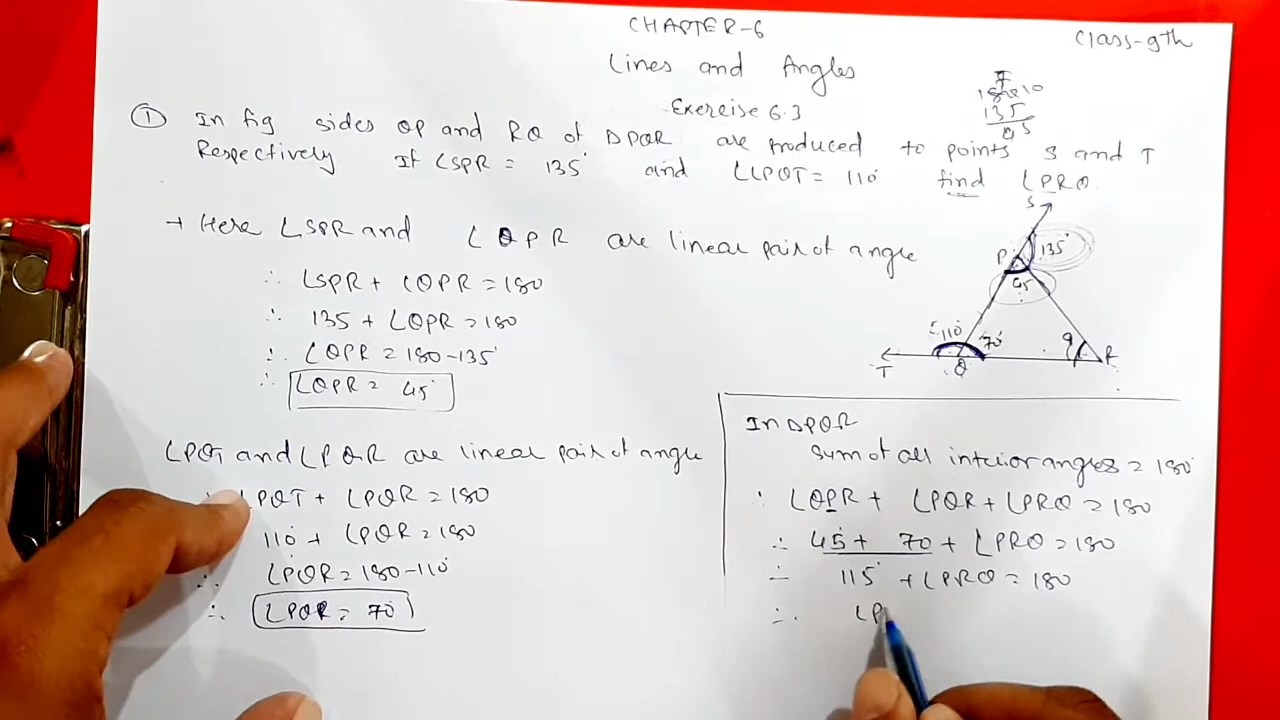 CHAPTER-6
Class-9th
Lines and Angles
Exercise 6.3
① In fig sides QP and RQ of ΔPQR are produced to points S and T
Respectively If ∠SPR = 135° and ∠∠PQT = 110° find ∠PRQ.
135
→ Here ∠SPR and ∠QPR are linear pair of angle
∴ ∠SPR + ∠QPR = 180
∴ 135 + ∠QPR = 180
∴ ∠QPR = 180-135°
∴ ∠QPR = 45°
S
P
135°
45
110°
70°
T
Q
R
∠PQT and ∠PQR are linear pair of angle
∠PQT + ∠PQR = 180
110° + ∠PQR = 180
∴ ∠PQR = 180-110°
∴ ∠PQR = 70°
In ΔPQR
Sum of all interior angles = 180°
∴ ∠QPR + ∠PQR + ∠PRQ = 180
∴ 45° + 70 + ∠PRQ = 180
∴ 115° + ∠PRQ = 180
∴ ∠P